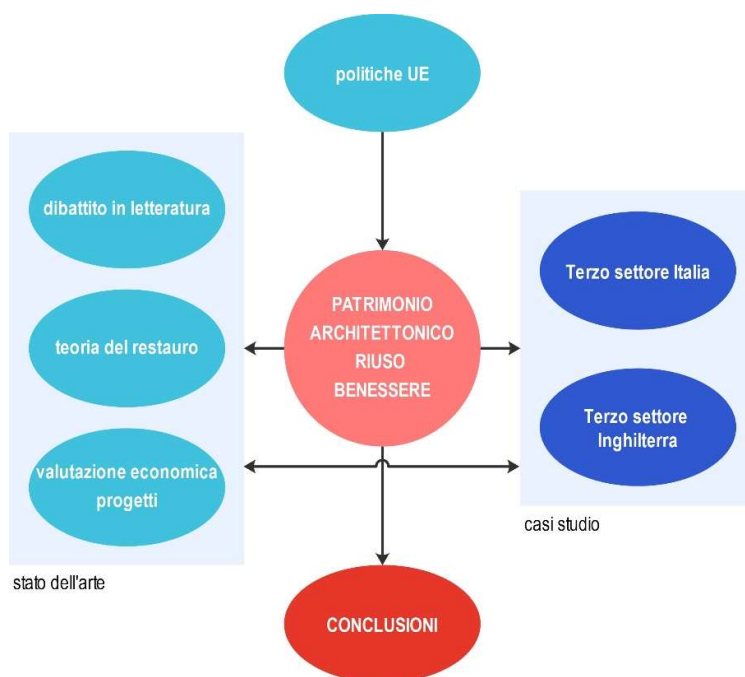 politiche UE
dibattito in letteratura
teoria del restauro
valutazione economica
progetti
stato dell'arte
PATRIMONIO
ARCHITETTONICO
RIUSO
BENESSERE
Terzo settore Italia
Terzo settore
Inghilterra
casi studio
CONCLUSIONI